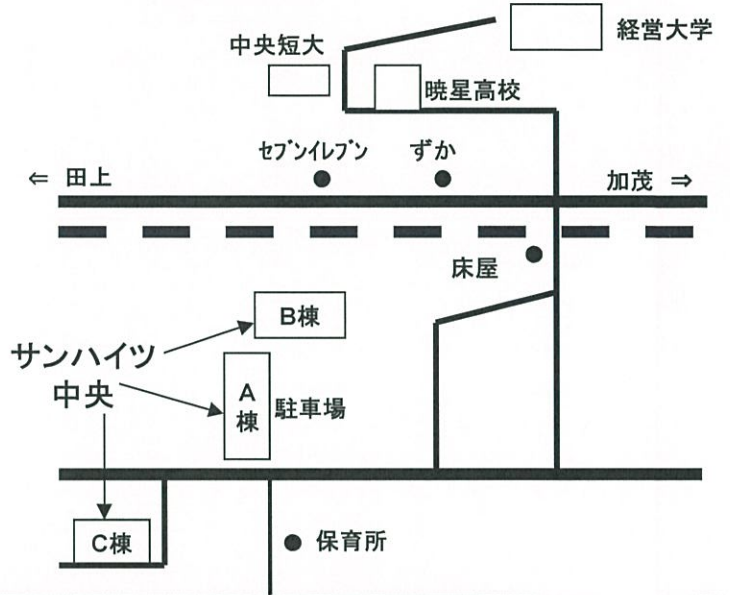 経営大学
中央短大
暁星高校
ｾﾌﾞﾝｲﾚﾌﾞﾝ
ずか
⇐ 田上
加茂 ⇒
床屋
B棟
サンハイツ
中央
A
棟
駐車場
C棟
保育所